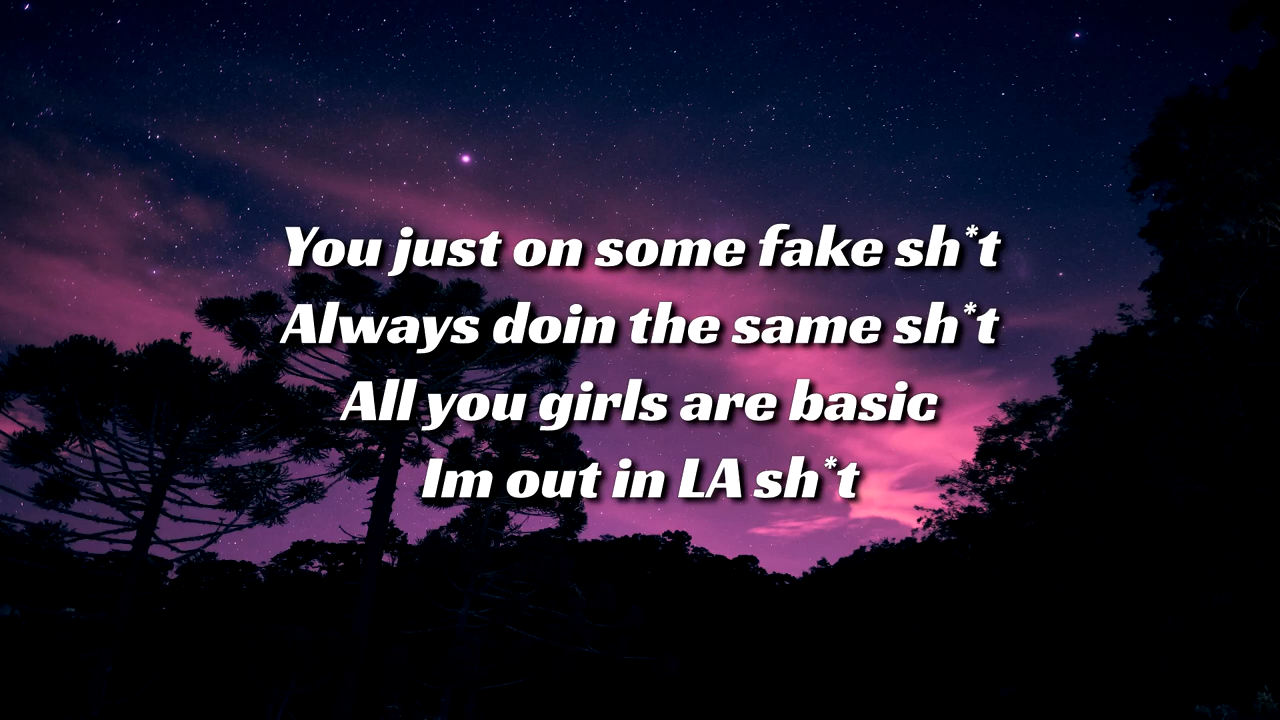 You just on some fake sh*t
Always doin the same sh*t
All you girls are basic
Im out in LA sh*t